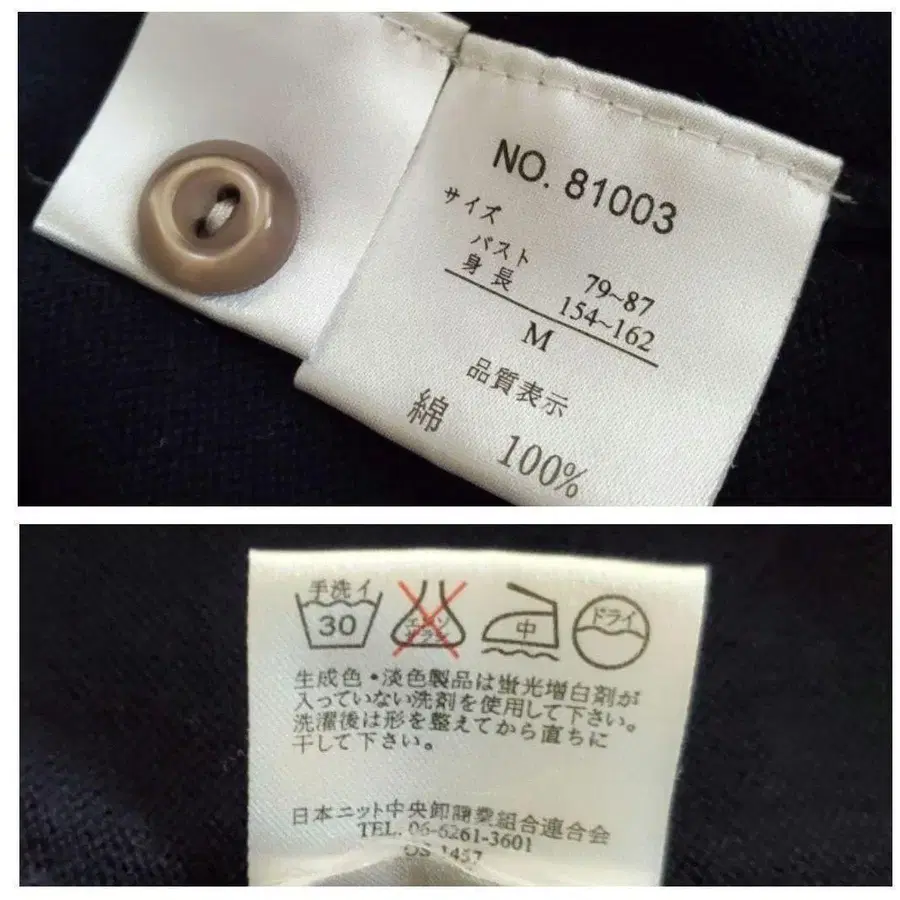 NO. 81003
サイズ
バスト 79~87
身長 154~162
M
品質表示
綿 100%
手洗イ
30
エンソ
サラシ
中
ドライ
生成色・淡色製品は蛍光増白剤が
入っていない洗剤を使用して下さい。
洗濯後は形を整えてから直ちに
干して下さい。
日本ニット中央卸商業組合連合会
TEL. 06-6261-3601
OS 1457